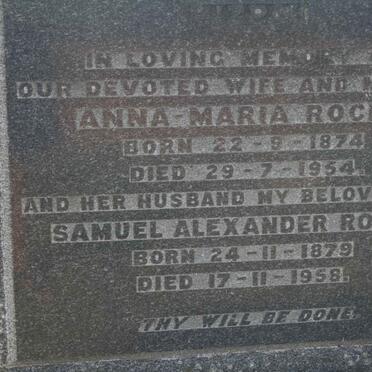 IN LOVING MEMOR
OUR DEVOTED WIFE AND M
ANNA-MARIA ROC
BORN 22-9-1874
DIED 29-7-1954.
AND HER HUSBAND MY BELOV
SAMUEL ALEXANDER RO
BORN 24-11-1879
DIED 17-11-1958.
THY WILL BE DONE.